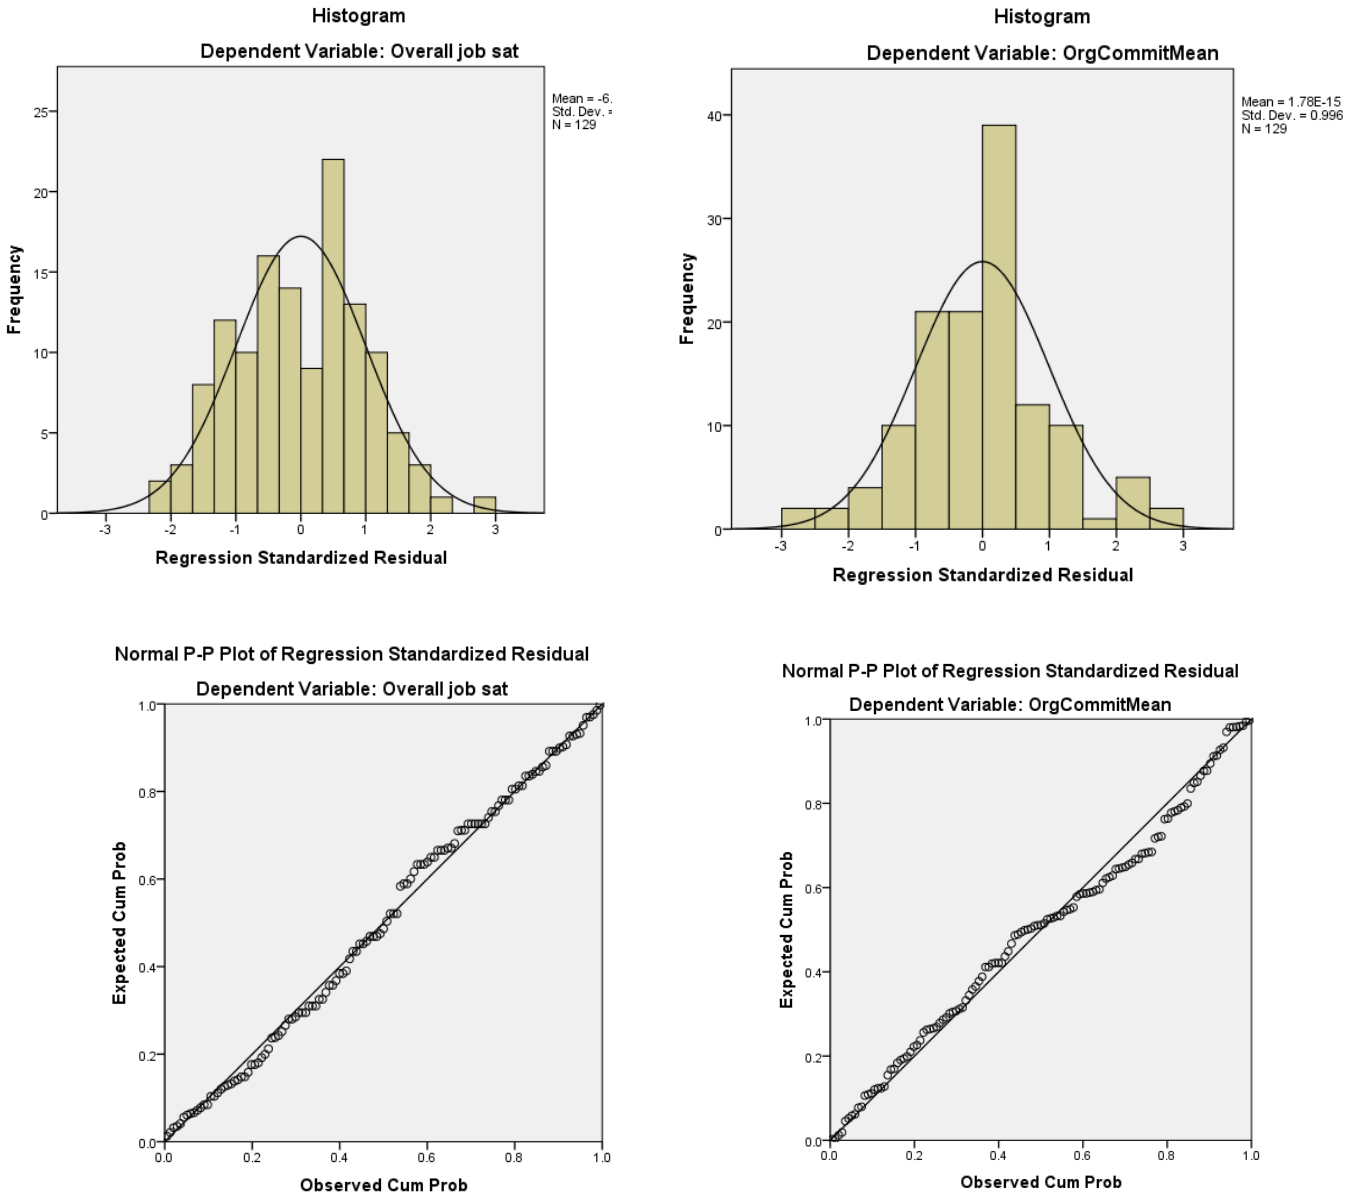 Histogram
Dependent Variable: Overall job sat
Mean = -6.
Std. Dev. =
N = 129
25
20
15
10
5
0
Frequency
-3 -2 -1 0 1 2 3
Regression Standardized Residual
Histogram
Dependent Variable: OrgCommitMean
Mean = 1.78E-15
Std. Dev. = 0.996
N = 129
40
30
20
10
0
Frequency
-3 -2 -1 0 1 2 3
Regression Standardized Residual
Normal P-P Plot of Regression Standardized Residual
Dependent Variable: Overall job sat
1.0
0.8
0.6
0.4
0.2
0.0
Expected Cum Prob
0.0 0.2 0.4 0.6 0.8 1.0
Observed Cum Prob
Normal P-P Plot of Regression Standardized Residual
Dependent Variable: OrgCommitMean
1.0
0.8
0.6
0.4
0.2
0.0
Expected Cum Prob
0.0 0.2 0.4 0.6 0.8 1.0
Observed Cum Prob